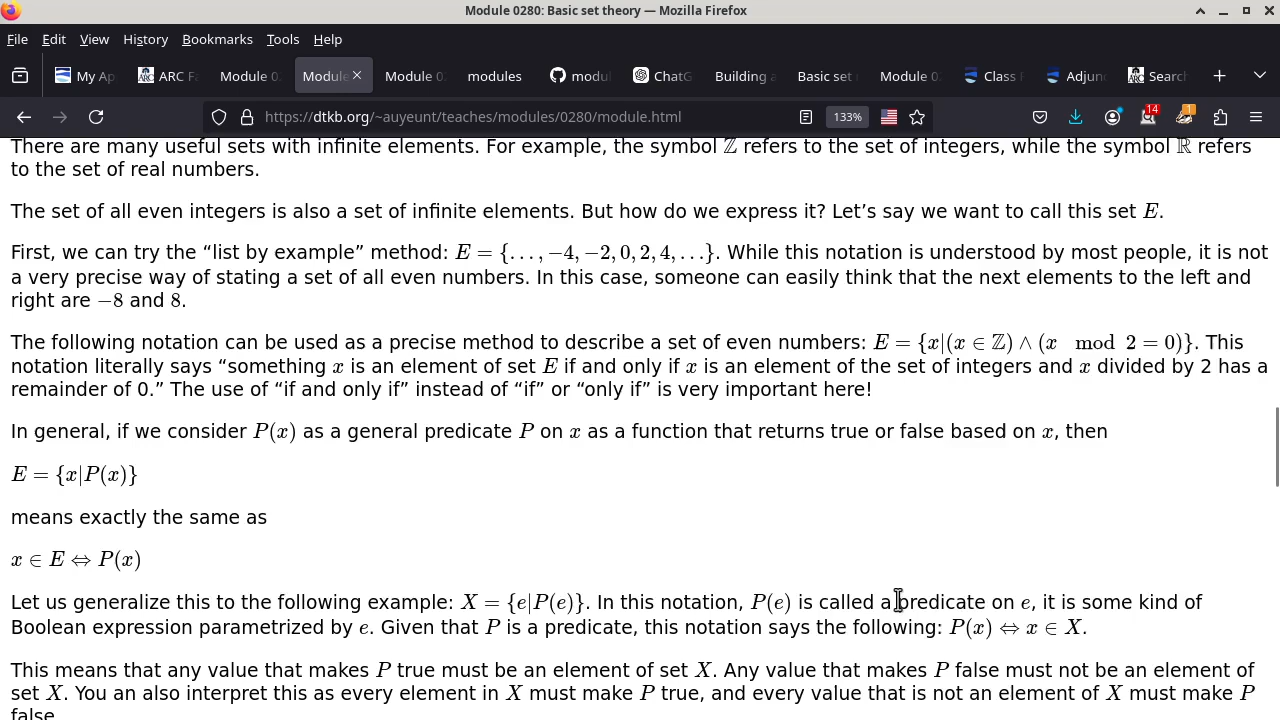 Module 0280: Basic set theory — Mozilla Firefox
File Edit View History Bookmarks Tools Help
My Ap ARC Fa Module 0 Module Module 0 modules modul ChatG Building a Basic set Module 0 Class Adjun Search
https://dtkb.org/~auyeunt/teaches/modules/0280/module.html 133% 14 1
There are many useful sets with infinite elements. For example, the symbol ℤ refers to the set of integers, while the symbol ℝ refers
to the set of real numbers.
The set of all even integers is also a set of infinite elements. But how do we express it? Let’s say we want to call this set E.
First, we can try the “list by example” method: E = {…, −4, −2, 0, 2, 4, …}. While this notation is understood by most people, it is not
a very precise way of stating a set of all even numbers. In this case, someone can easily think that the next elements to the left and
right are −8 and 8.
The following notation can be used as a precise method to describe a set of even numbers: E = {x|(x ∈ ℤ) ∧ (x mod 2 = 0)}. This
notation literally says “something x is an element of set E if and only if x is an element of the set of integers and x divided by 2 has a
remainder of 0.” The use of “if and only if” instead of “if” or “only if” is very important here!
In general, if we consider P(x) as a general predicate P on x as a function that returns true or false based on x, then
E = {x|P(x)}
means exactly the same as
x ∈ E ⇔ P(x)
Let us generalize this to the following example: X = {e|P(e)}. In this notation, P(e) is called a predicate on e, it is some kind of
Boolean expression parametrized by e. Given that P is a predicate, this notation says the following: P(x) ⇔ x ∈ X.
This means that any value that makes P true must be an element of set X. Any value that makes P false must not be an element of
set X. You an also interpret this as every element in X must make P true, and every value that is not an element of X must make P
false.